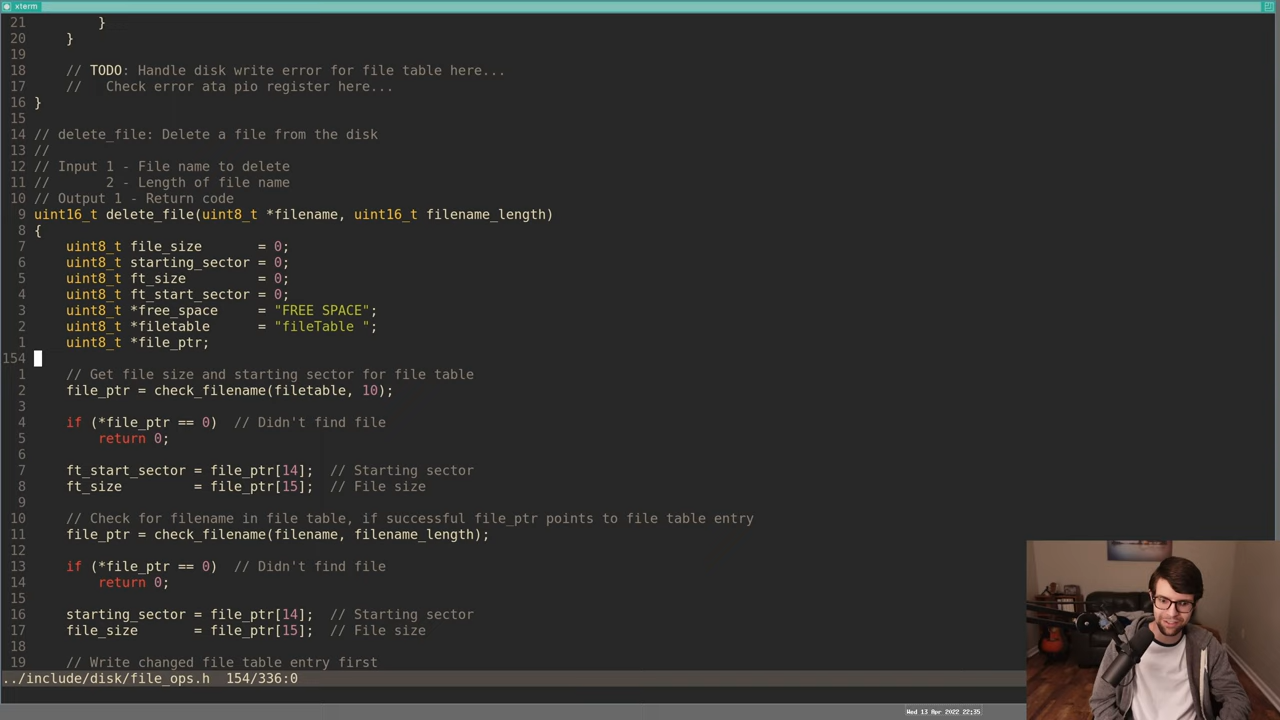 xterm
21         }
20     }
19
18     // TODO: Handle disk write error for file table here...
17     //   Check error ata pio register here...
16 }
15
14 // delete_file: Delete a file from the disk
13 //
12 // Input 1 - File name to delete
11 //       2 - Length of file name
10 // Output 1 - Return code
9 uint16_t delete_file(uint8_t *filename, uint16_t filename_length)
8 {
7     uint8_t file_size       = 0;
6     uint8_t starting_sector = 0;
5     uint8_t ft_size         = 0;
4     uint8_t ft_start_sector = 0;
3     uint8_t *free_space     = "FREE SPACE";
2     uint8_t *filetable      = "fileTable ";
1     uint8_t *file_ptr;
154
1     // Get file size and starting sector for file table
2     file_ptr = check_filename(filetable, 10);
3
4     if (*file_ptr == 0)  // Didn't find file
5         return 0;
6
7     ft_start_sector = file_ptr[14];  // Starting sector
8     ft_size         = file_ptr[15];  // File size
9
10     // Check for filename in file table, if successful file_ptr points to file table entry
11     file_ptr = check_filename(filename, filename_length);
12
13     if (*file_ptr == 0)  // Didn't find file
14         return 0;
15
16     starting_sector = file_ptr[14];  // Starting sector
17     file_size       = file_ptr[15];  // File size
18
19     // Write changed file table entry first
../include/disk/file_ops.h  154/336:0
Wed 13 Apr 2022 22:35